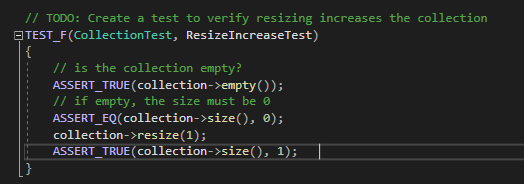 // TODO: Create a test to verify resizing increases the collection
TEST_F(CollectionTest, ResizeIncreaseTest)
{
// is the collection empty?
ASSERT_TRUE(collection->empty());
// if empty, the size must be 0
ASSERT_EQ(collection->size(), 0);
collection->resize(1);
ASSERT_TRUE(collection->size(), 1);
}